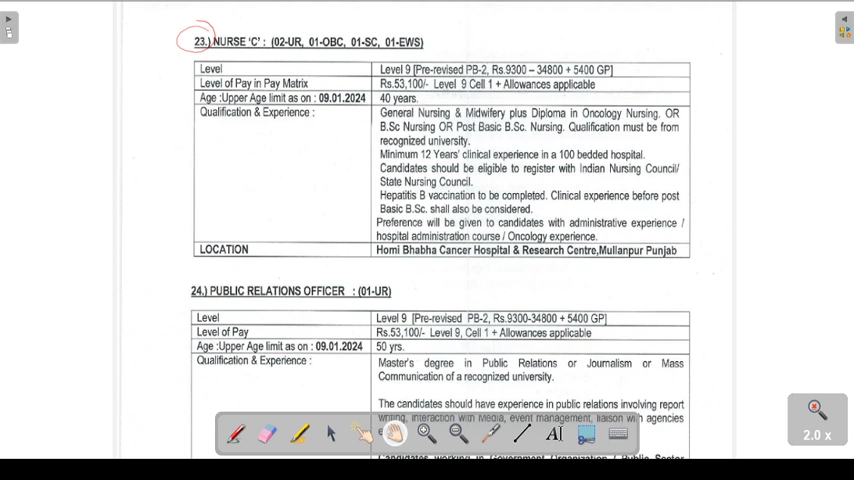 23.) NURSE 'C' : (02-UR, 01-OBC, 01-SC, 01-EWS)
Level Level 9 [Pre-revised PB-2, Rs.9300 – 34800 + 5400 GP]
Level of Pay in Pay Matrix Rs.53,100/- Level 9 Cell 1 + Allowances applicable
Age :Upper Age limit as on : 09.01.2024 40 years.
Qualification & Experience : General Nursing & Midwifery plus Diploma in Oncology Nursing. OR
B.Sc Nursing OR Post Basic B.Sc. Nursing. Qualification must be from
recognized university.
Minimum 12 Years' clinical experience in a 100 bedded hospital.
Candidates should be eligible to register with Indian Nursing Council/
State Nursing Council.
Hepatitis B vaccination to be completed. Clinical experience before post
Basic B.Sc. shall also be considered.
Preference will be given to candidates with administrative experience /
hospital administration course / Oncology experience.
LOCATION Homi Bhabha Cancer Hospital & Research Centre,Mullanpur Punjab
24.) PUBLIC RELATIONS OFFICER : (01-UR)
Level Level 9 [Pre-revised PB-2, Rs.9300-34800 + 5400 GP]
Level of Pay Rs.53,100/- Level 9, Cell 1 + Allowances applicable
Age :Upper Age limit as on : 09.01.2024 50 yrs.
Qualification & Experience : Master's degree in Public Relations or Journalism or Mass
Communication of a recognized university.
The candidates should have experience in public relations involving report
writing, interaction with Media, event management, liaison with agencies
Candidates working in Government Organization / Public Sector
AI
2.0 x